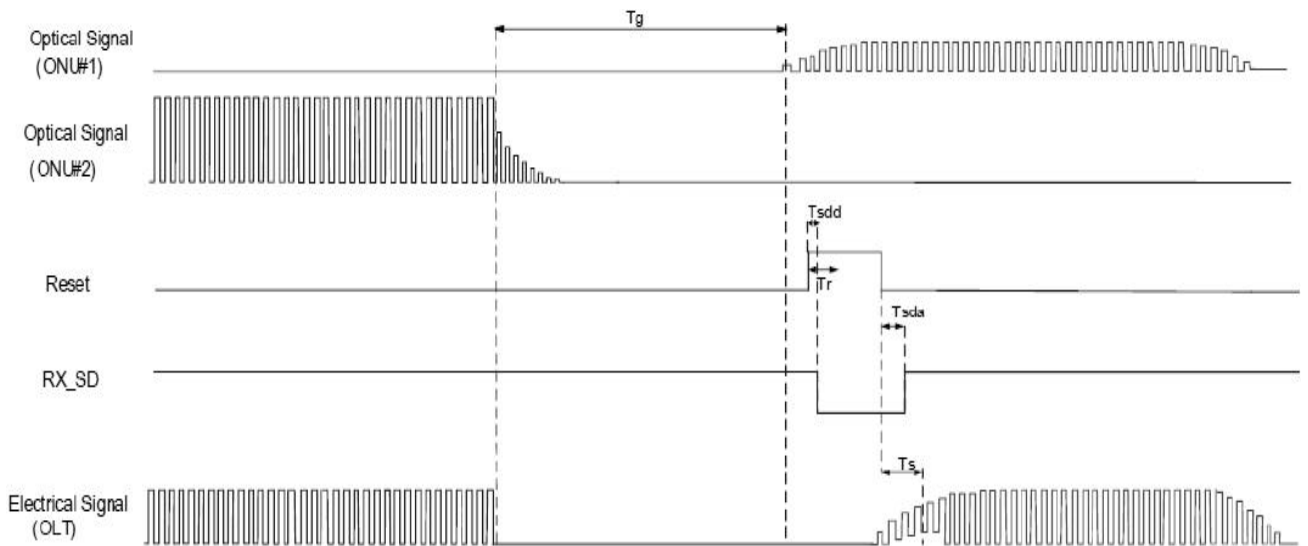 Tg
Optical Signal
(ONU#1)
Optical Signal
(ONU#2)
Tsdd
Reset
Tr
Tsda
RX_SD
Ts
Electrical Signal
(OLT)